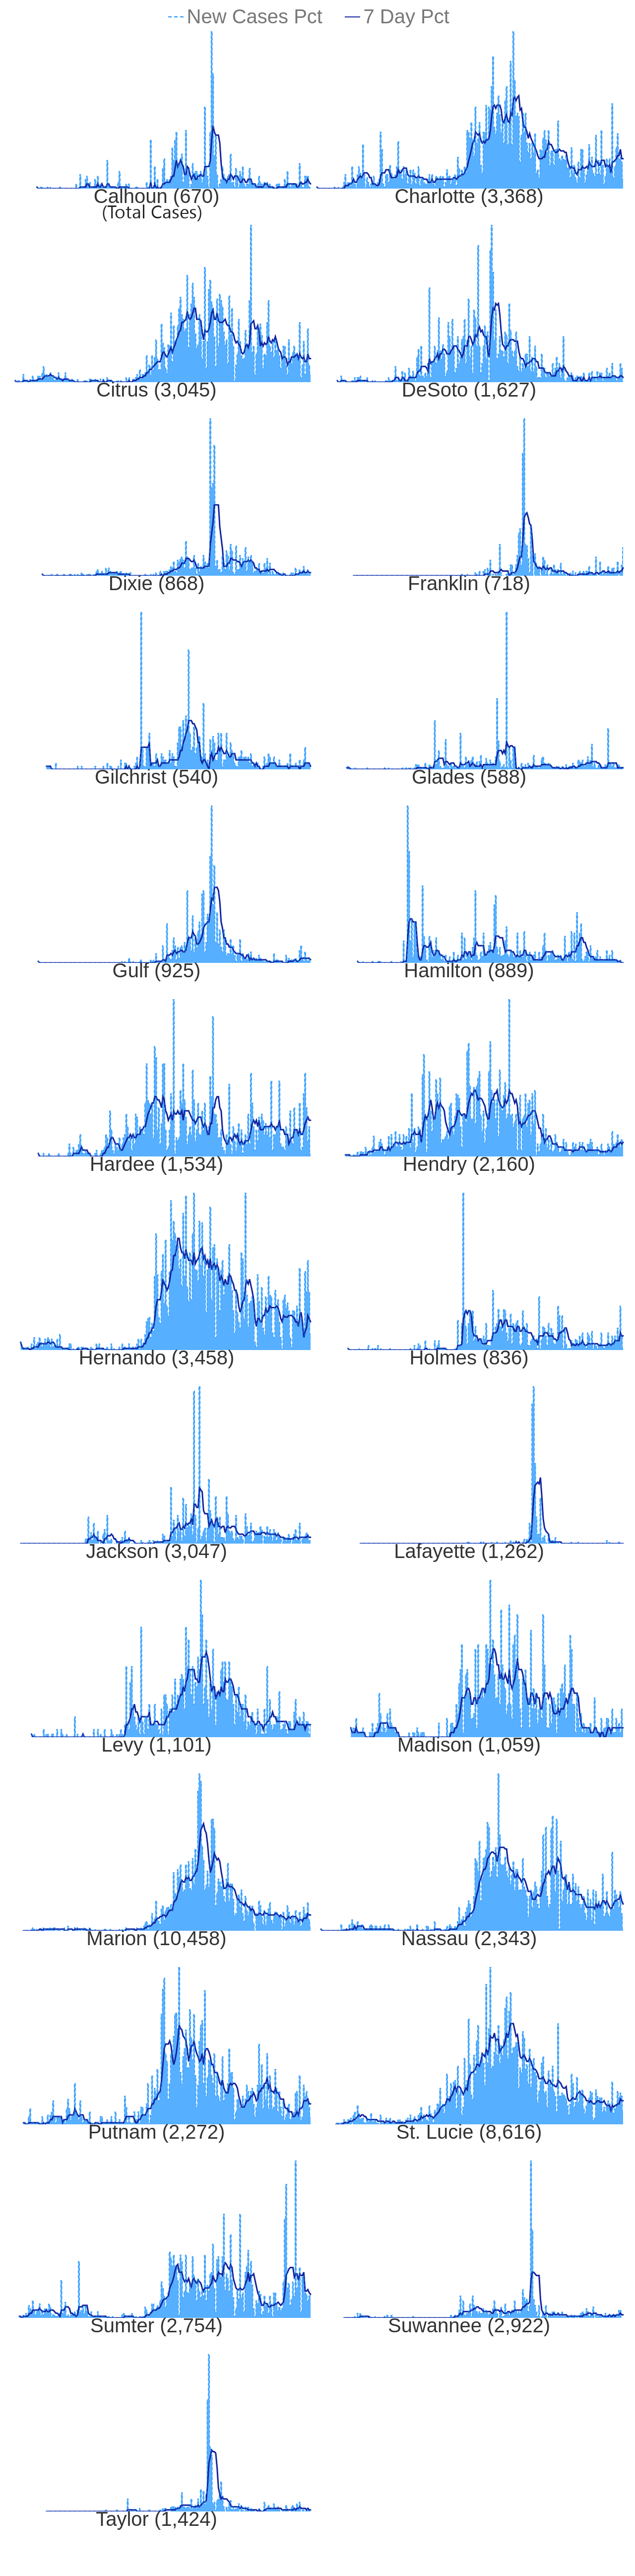 New Cases Pct 7 Day Pct
Calhoun (670) Charlotte (3,368)
(Total Cases)
Citrus (3,045) DeSoto (1,627)
Dixie (868) Franklin (718)
Gilchrist (540) Glades (588)
Gulf (925) Hamilton (889)
Hardee (1,534) Hendry (2,160)
Hernando (3,458) Holmes (836)
Jackson (3,047) Lafayette (1,262)
Levy (1,101) Madison (1,059)
Marion (10,458) Nassau (2,343)
Putnam (2,272) St. Lucie (8,616)
Sumter (2,754) Suwannee (2,922)
Taylor (1,424)